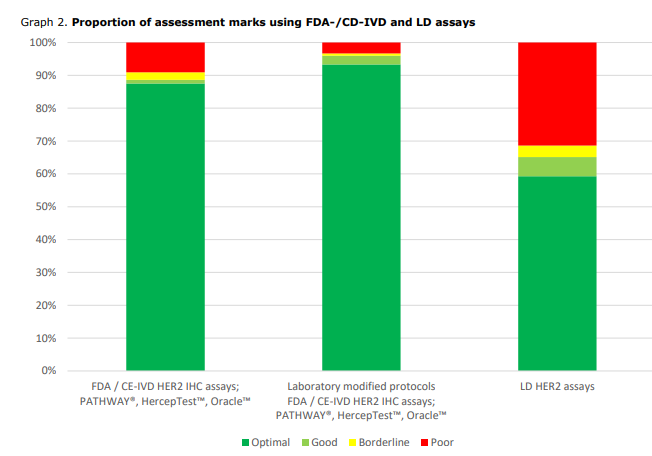 Graph 2. Proportion of assessment marks using FDA-/CD-IVD and LD assays
100%
90%
80%
70%
60%
50%
40%
30%
20%
10%
0%
FDA / CE-IVD HER2 IHC assays;
PATHWAY®, HercepTest™, Oracle™
Laboratory modified protocols
FDA / CE-IVD HER2 IHC assays;
PATHWAY®, HercepTest™, Oracle™
LD HER2 assays
Optimal Good Borderline Poor